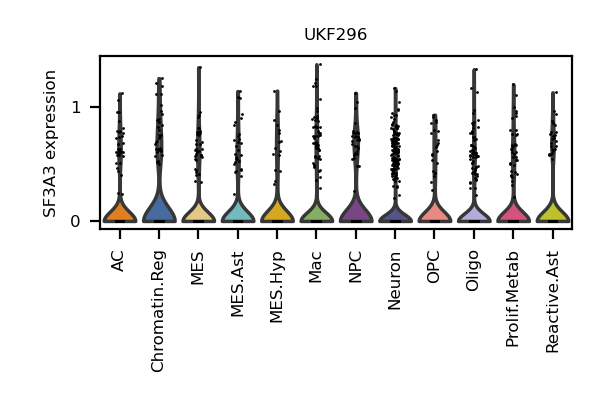 UKF296
SF3A3 expression
1
0
AC
Chromatin.Reg
MES
MES.Ast
MES.Hyp
Mac
NPC
Neuron
OPC
Oligo
Prolif.Metab
Reactive.Ast